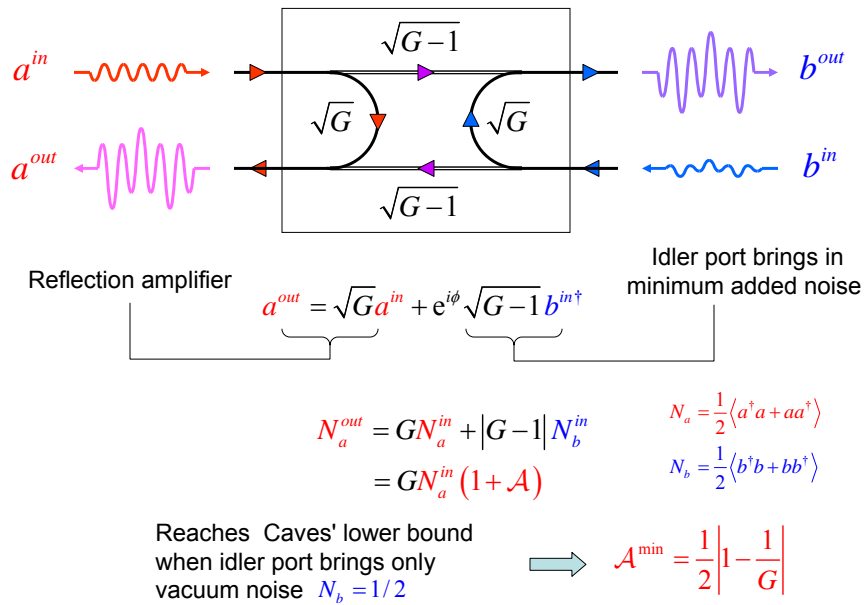 √G−1
a^in
b^out
√G
√G
a^out
b^in
√G−1
Reflection amplifier
Idler port brings in
minimum added noise
a^out = √G a^in + e^iϕ √G−1 b^in†
N_a^out = G N_a^in + |G−1| N_b^in
= G N_a^in (1 + 𝒜)
N_a = 1/2 ⟨a†a + aa†⟩
N_b = 1/2 ⟨b†b + bb†⟩
Reaches Caves' lower bound
when idler port brings only
vacuum noise N_b = 1/2
𝒜^min = 1/2 |1 − 1/G|